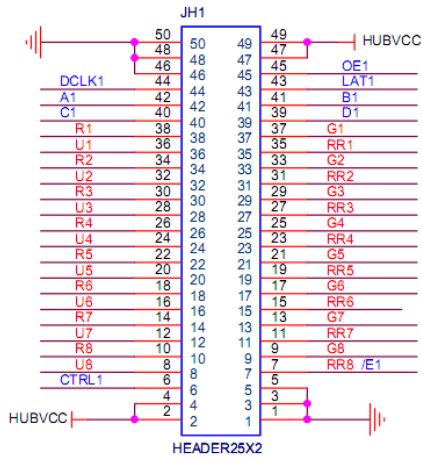 JH1
50 50 49 49 HUBVCC
48 48 47 47
46 46 45 45 OE1
DCLK1 44 44 43 43 LAT1
A1 42 42 41 41 B1
C1 40 40 39 39 D1
R1 38 38 37 37 G1
U1 36 36 35 35 RR1
R2 34 34 33 33 G2
U2 32 32 31 31 RR2
R3 30 30 29 29 G3
U3 28 28 27 27 RR3
R4 26 26 25 25 G4
U4 24 24 23 23 RR4
R5 22 22 21 21 G5
U5 20 20 19 19 RR5
R6 18 18 17 17 G6
U6 16 16 15 15 RR6
R7 14 14 13 13 G7
U7 12 12 11 11 RR7
R8 10 10 9 9 G8
U8 8 8 7 7 RR8 /E1
CTRL1 6 6 5 5
4 4 3 3
HUBVCC 2 2 1 1
HEADER25X2